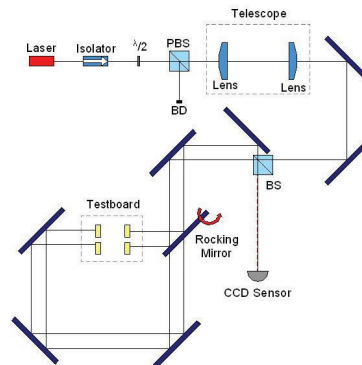 Telescope
Laser
Isolator
λ/2
PBS
Lens
Lens
BD
BS
Testboard
Rocking
Mirror
CCD Sensor